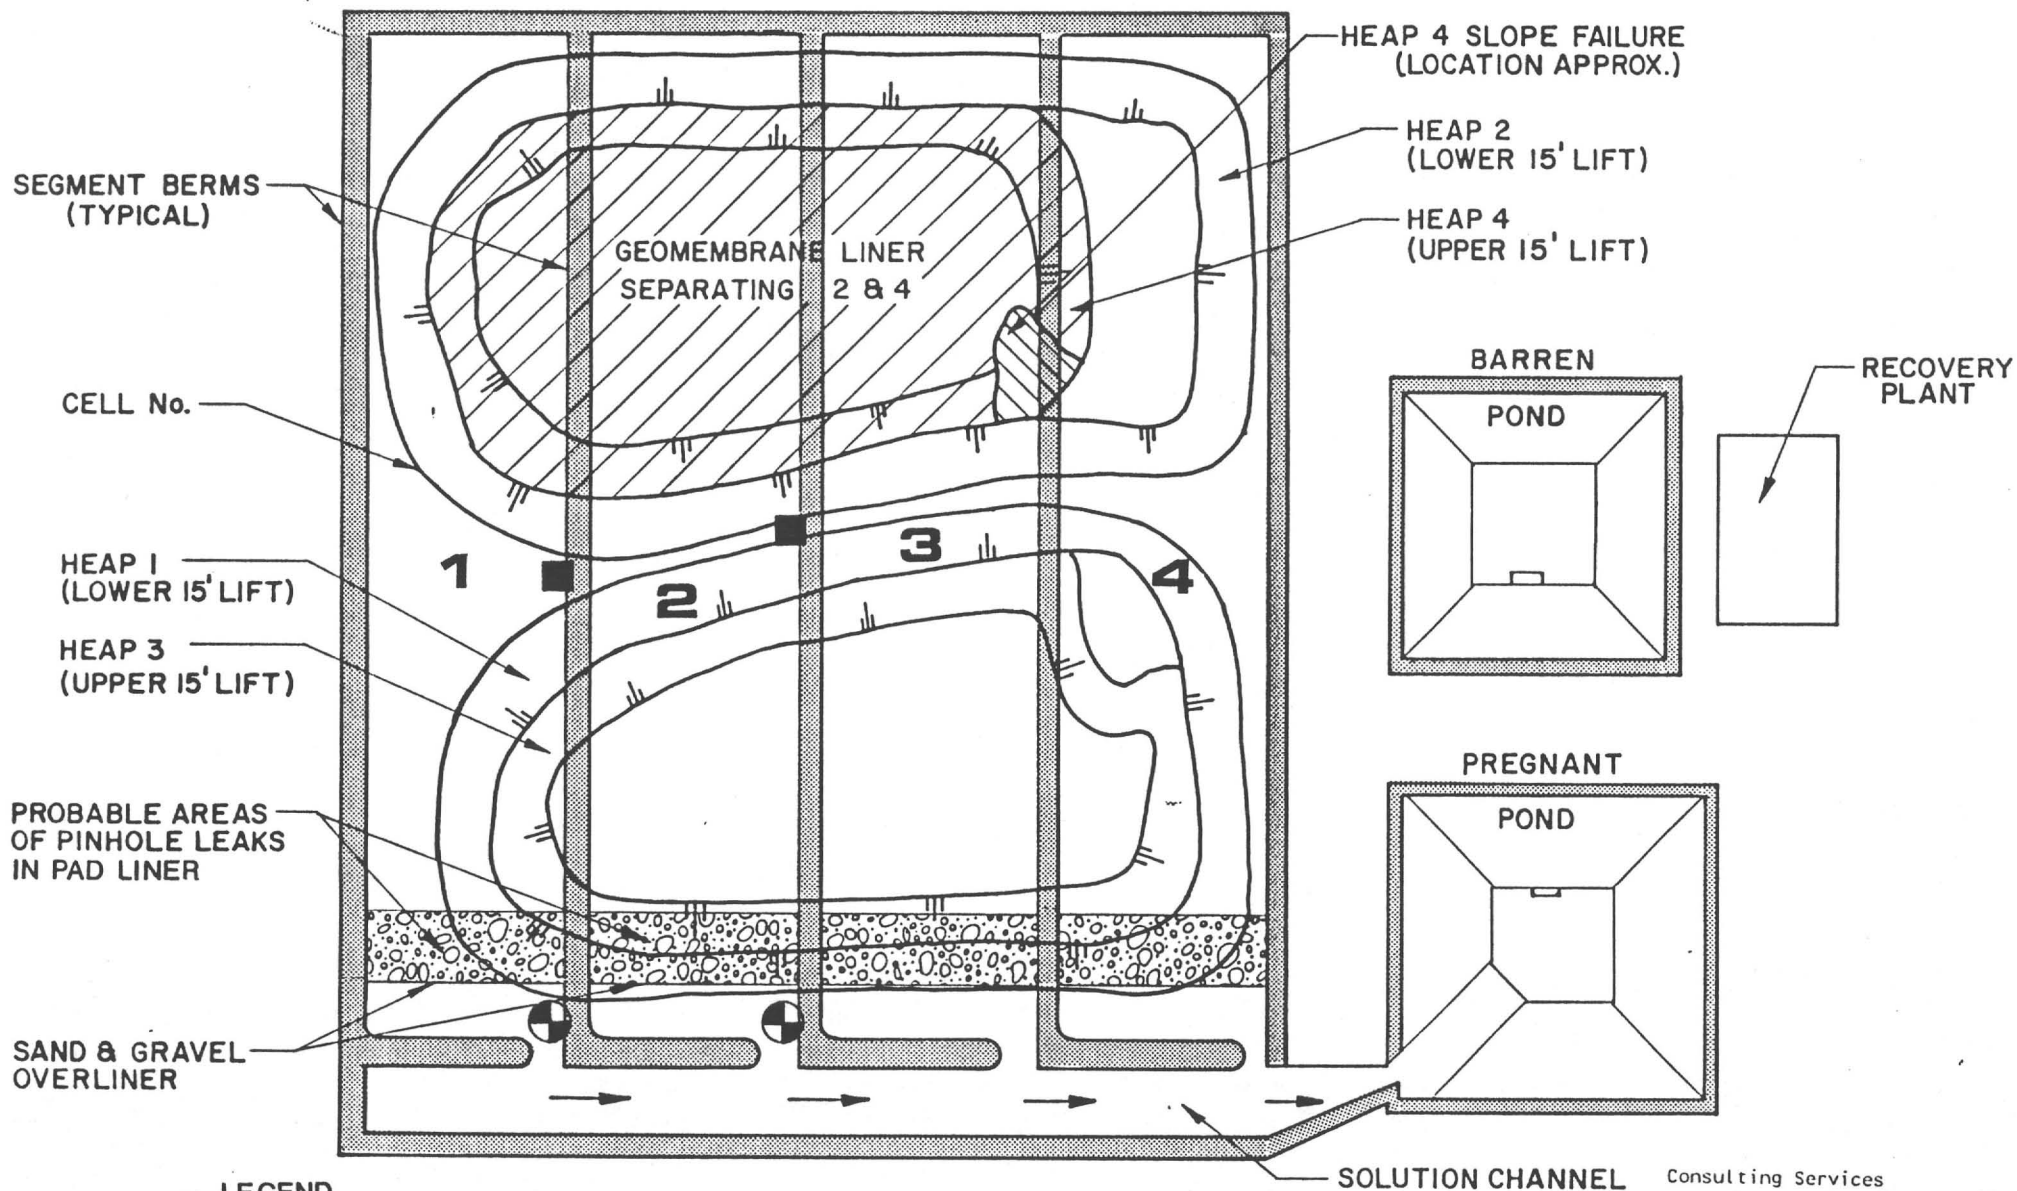 HEAP 4 SLOPE FAILURE
(LOCATION APPROX.)
HEAP 2
(LOWER 15' LIFT)
HEAP 4
(UPPER 15' LIFT)
SEGMENT BERMS
(TYPICAL)
GEOMEMBRANE LINER
SEPARATING 2 & 4
BARREN
POND
RECOVERY
PLANT
CELL No.
1
2
3
4
HEAP 1
(LOWER 15' LIFT)
HEAP 3
(UPPER 15' LIFT)
PREGNANT
POND
PROBABLE AREAS
OF PINHOLE LEAKS
IN PAD LINER
SAND & GRAVEL
OVERLINER
SOLUTION CHANNEL
Consulting Services
LEGEND